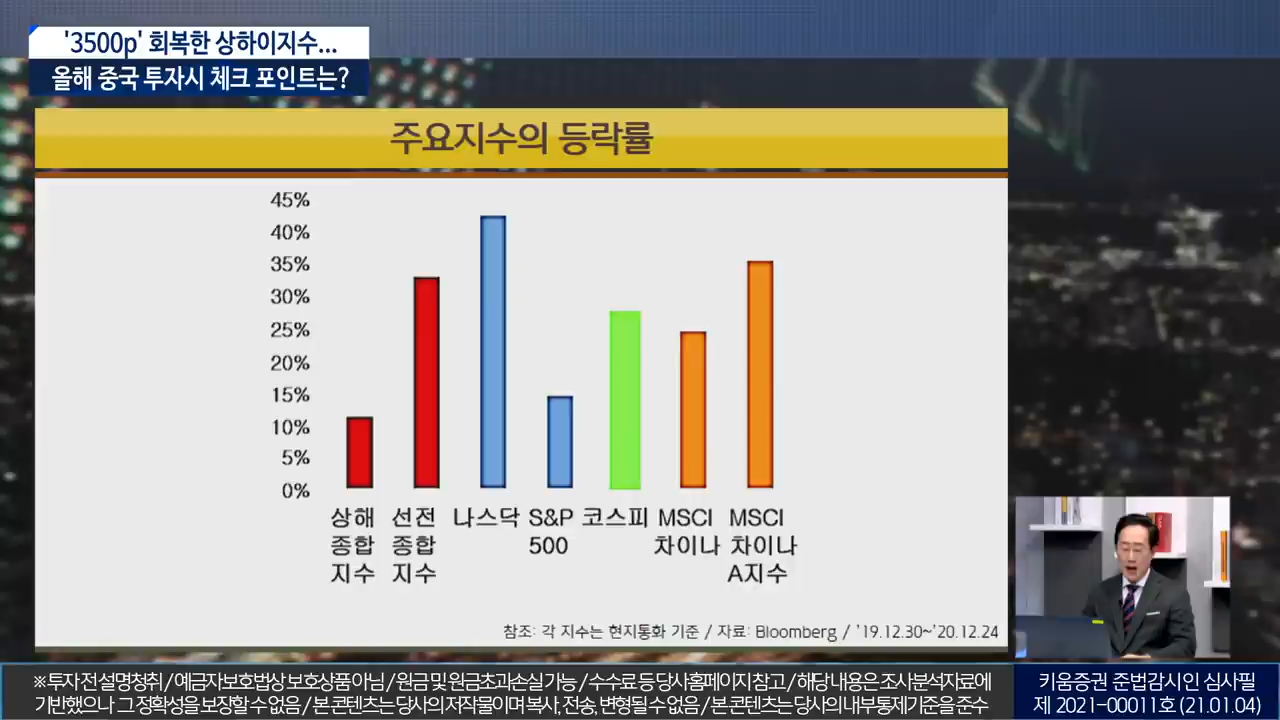 '3500p' 회복한 상하이지수...
올해 중국 투자시 체크 포인트는?
주요지수의 등락률
45%
40%
35%
30%
25%
20%
15%
10%
5%
0%
상해 종합 지수
선전 종합 지수
나스닥
S&P 500
코스피
MSCI 차이나
MSCI 차이나 A지수
참조: 각 지수는 현지통화 기준 / 자료: Bloomberg / '19.12.30~'20.12.24
※ 투자 전 설명청취 / 예금자보호법상 보호상품 아님 / 원금 및 원금초과손실 가능 / 수수료 등 당사홈페이지 참고 / 해당 내용은 조사분석자료에
기반했으나 그 정확성을 보장할 수 없음 / 본 콘텐츠는 당사의 저작물이며 복사, 전송, 변형될 수 없음 / 본 콘텐츠는 당사의 내부통제기준을 준수
키움증권 준법감시인 심사필
제 2021-00011호 (21.01.04)